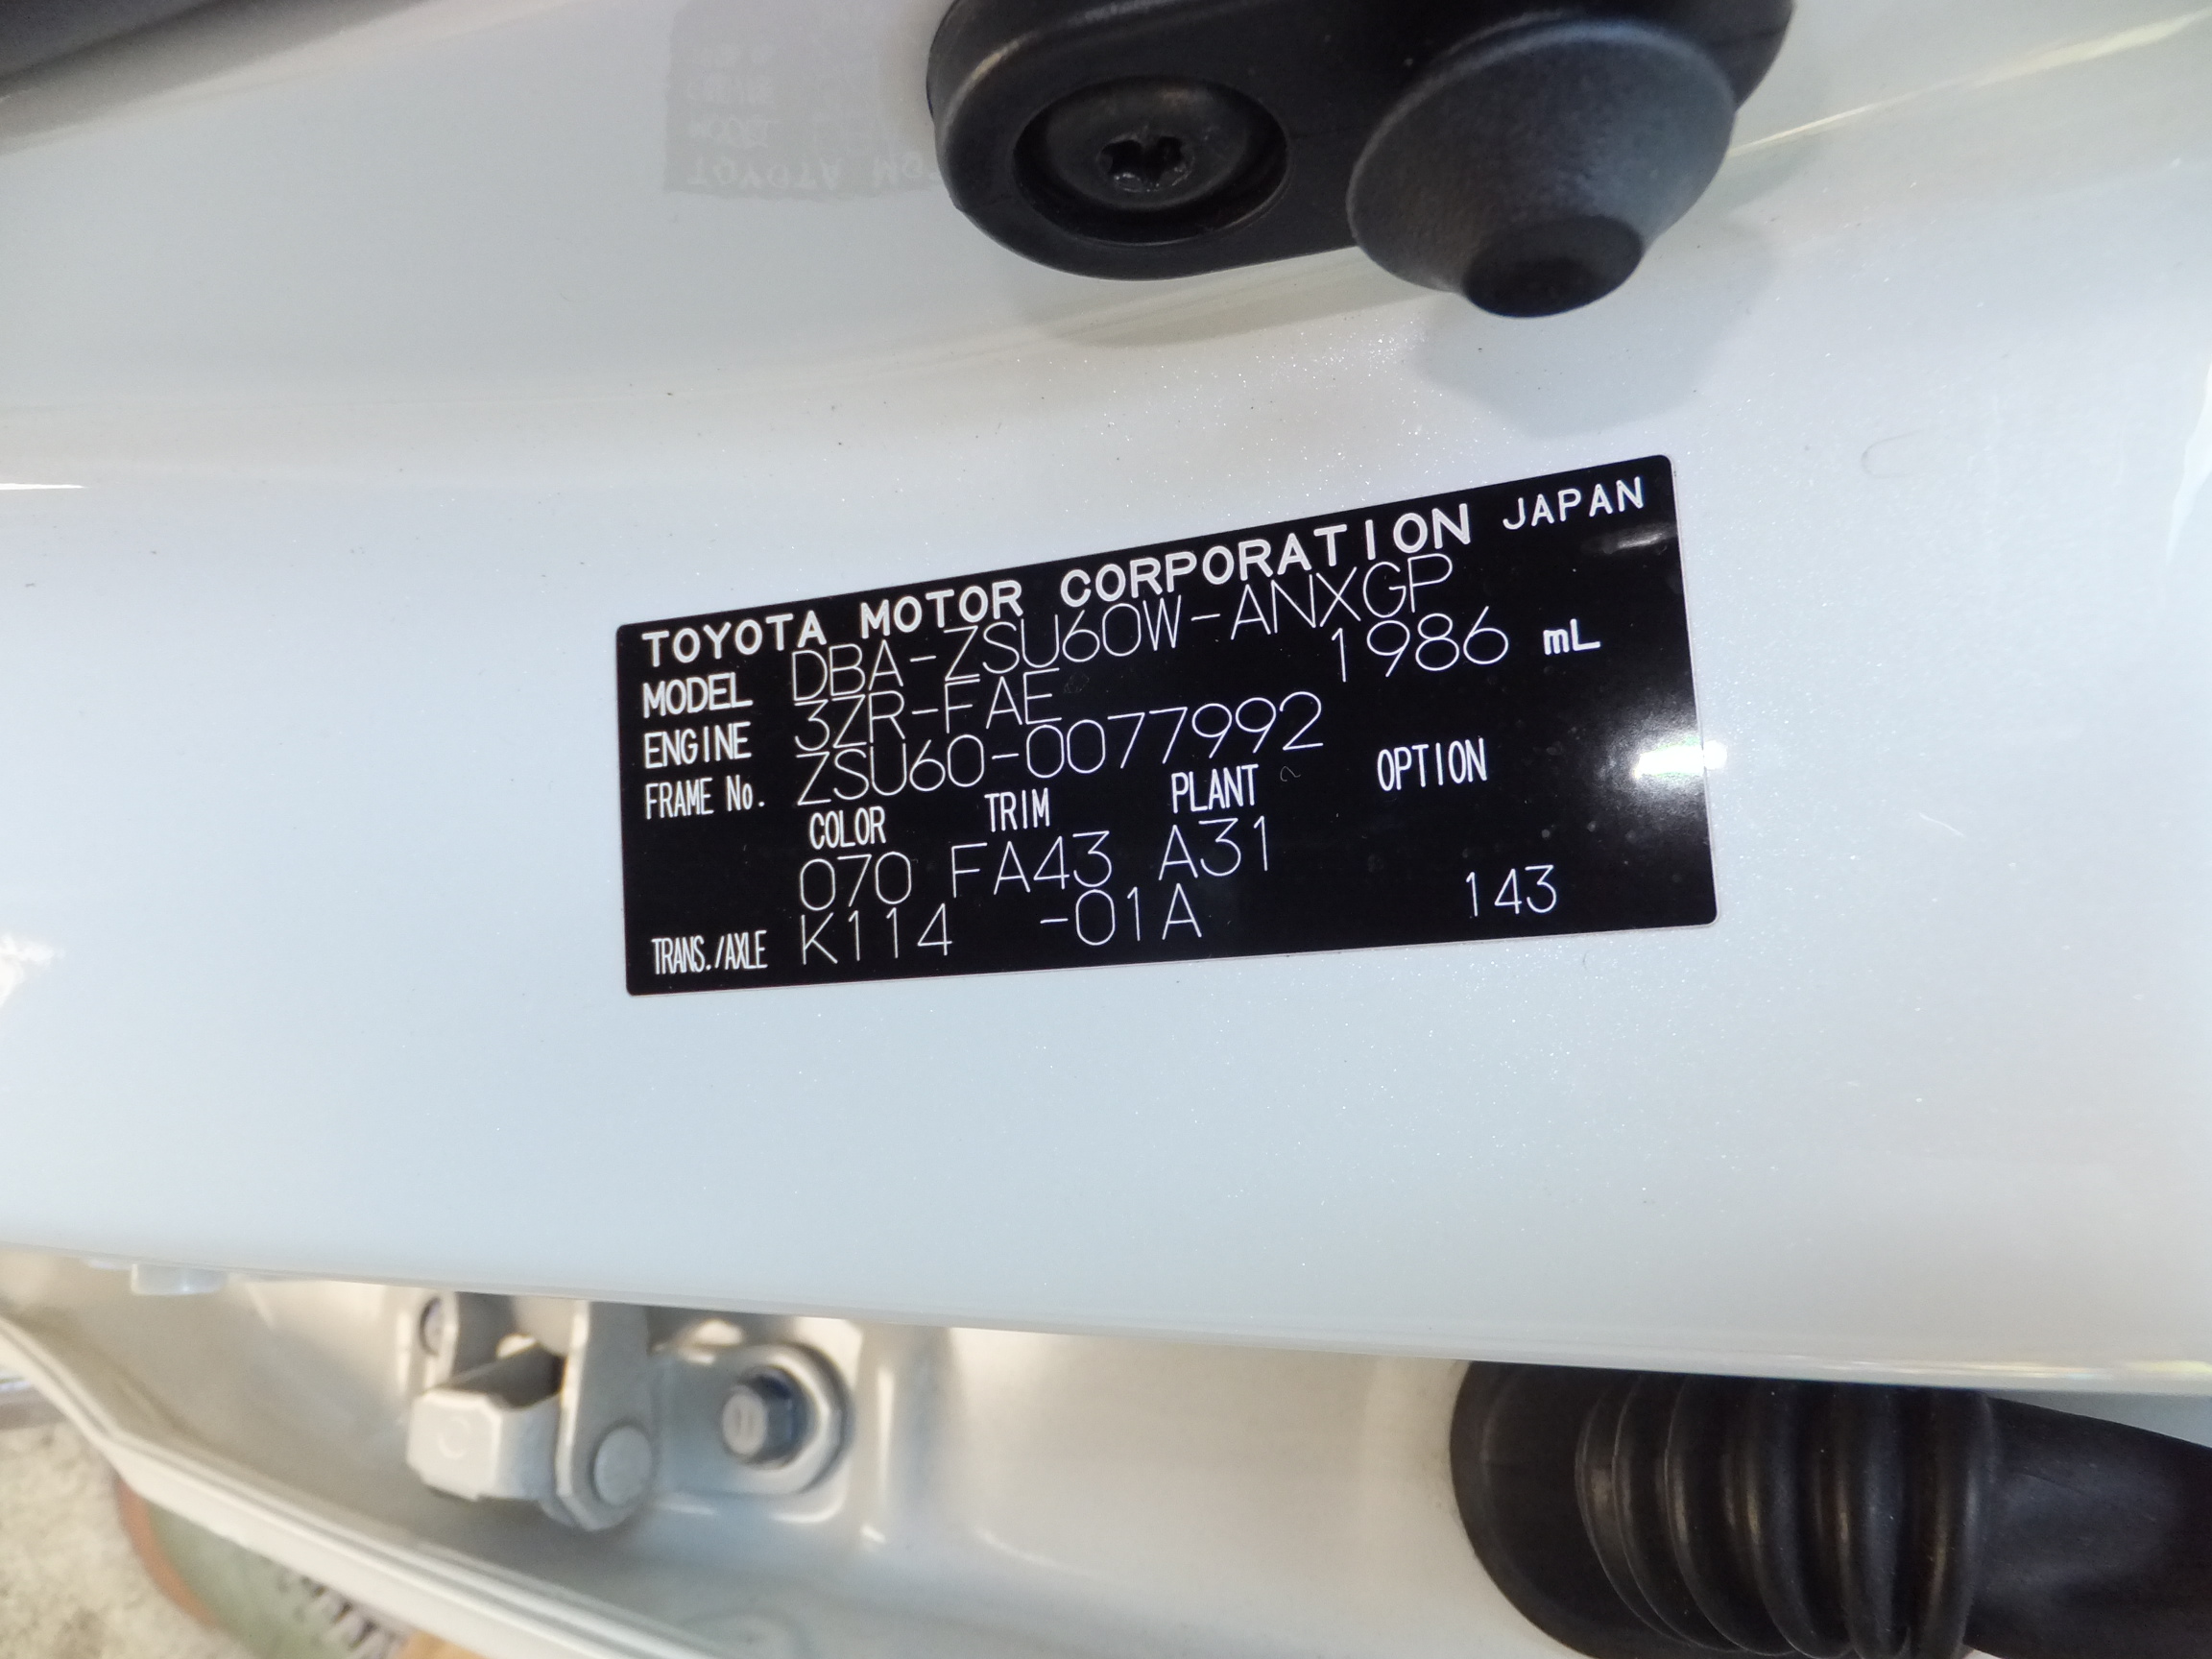 TOYOTA MOTOR CORPORATION JAPAN
MODEL DBA-ZSU60W-ANXGP
ENGINE 3ZR-FAE 1986 mL
FRAME No. ZSU60-0077992
COLOR TRIM PLANT OPTION
070 FA43 A31
TRANS./AXLE K114 -01A 143